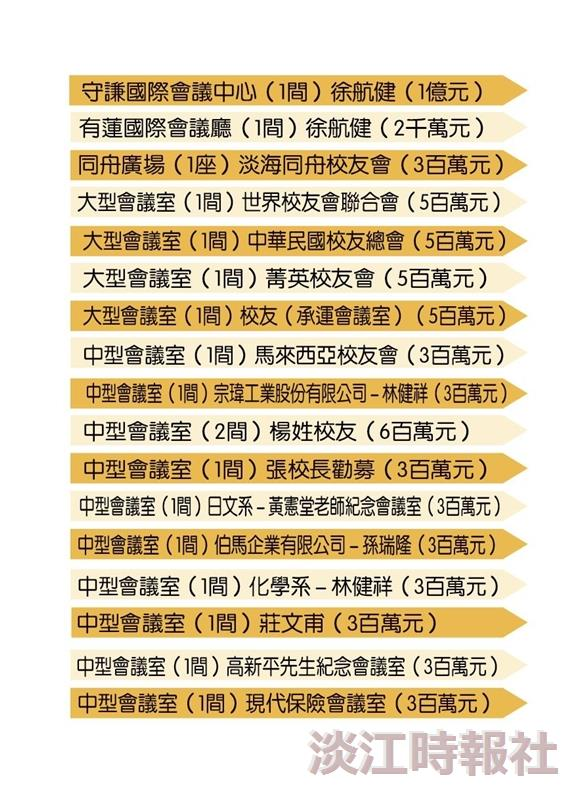 守謙國際會議中心（1間）徐航健（1億元）
有蓮國際會議廳（1間）徐航健（2千萬元）
同舟廣場（1座）淡海同舟校友會（3百萬元）
大型會議室（1間）世界校友會聯合會（5百萬元）
大型會議室（1間）中華民國校友總會（5百萬元）
大型會議室（1間）菁英校友會（5百萬元）
大型會議室（1間）校友（承運會議室）（5百萬元）
中型會議室（1間）馬來西亞校友會（3百萬元）
中型會議室（1間）宗瑋工業股份有限公司－林健祥（3百萬元）
中型會議室（2間）楊姓校友（6百萬元）
中型會議室（1間）張校長勸募（3百萬元）
中型會議室（1間）日文系－黃憲堂老師紀念會議室（3百萬元）
中型會議室（1間）伯馬企業有限公司－孫瑞隆（3百萬元）
中型會議室（1間）化學系－林健祥（3百萬元）
中型會議室（1間）莊文甫（3百萬元）
中型會議室（1間）高新平先生紀念會議室（3百萬元）
中型會議室（1間）現代保險會議室（3百萬元）
淡江時報社